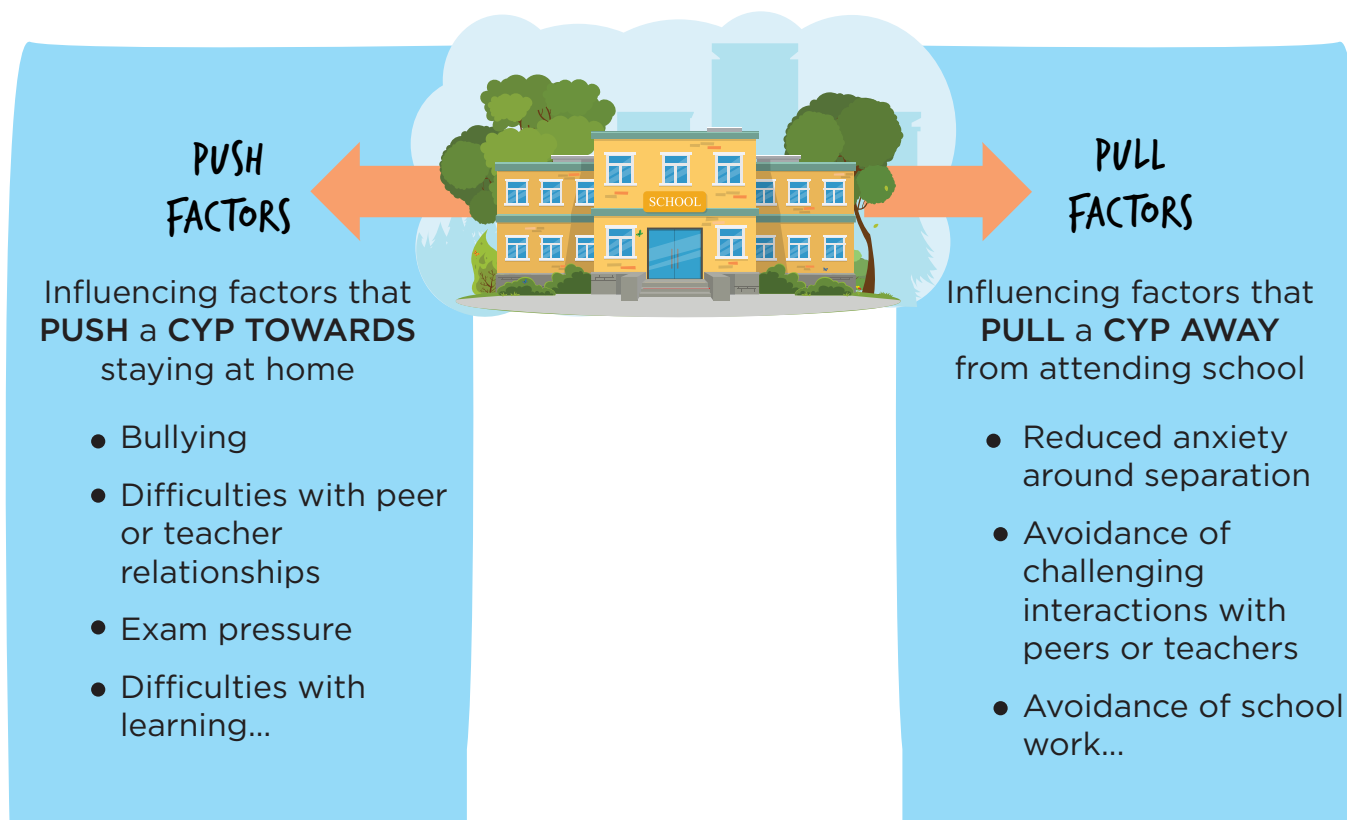 SCHOOL
PUSH
FACTORS
Influencing factors that
PUSH a CYP TOWARDS
staying at home
• Bullying
• Difficulties with peer
or teacher
relationships
• Exam pressure
• Difficulties with
learning...
PULL
FACTORS
Influencing factors that
PULL a CYP AWAY
from attending school
• Reduced anxiety
around separation
• Avoidance of
challenging
interactions with
peers or teachers
• Avoidance of school
work...